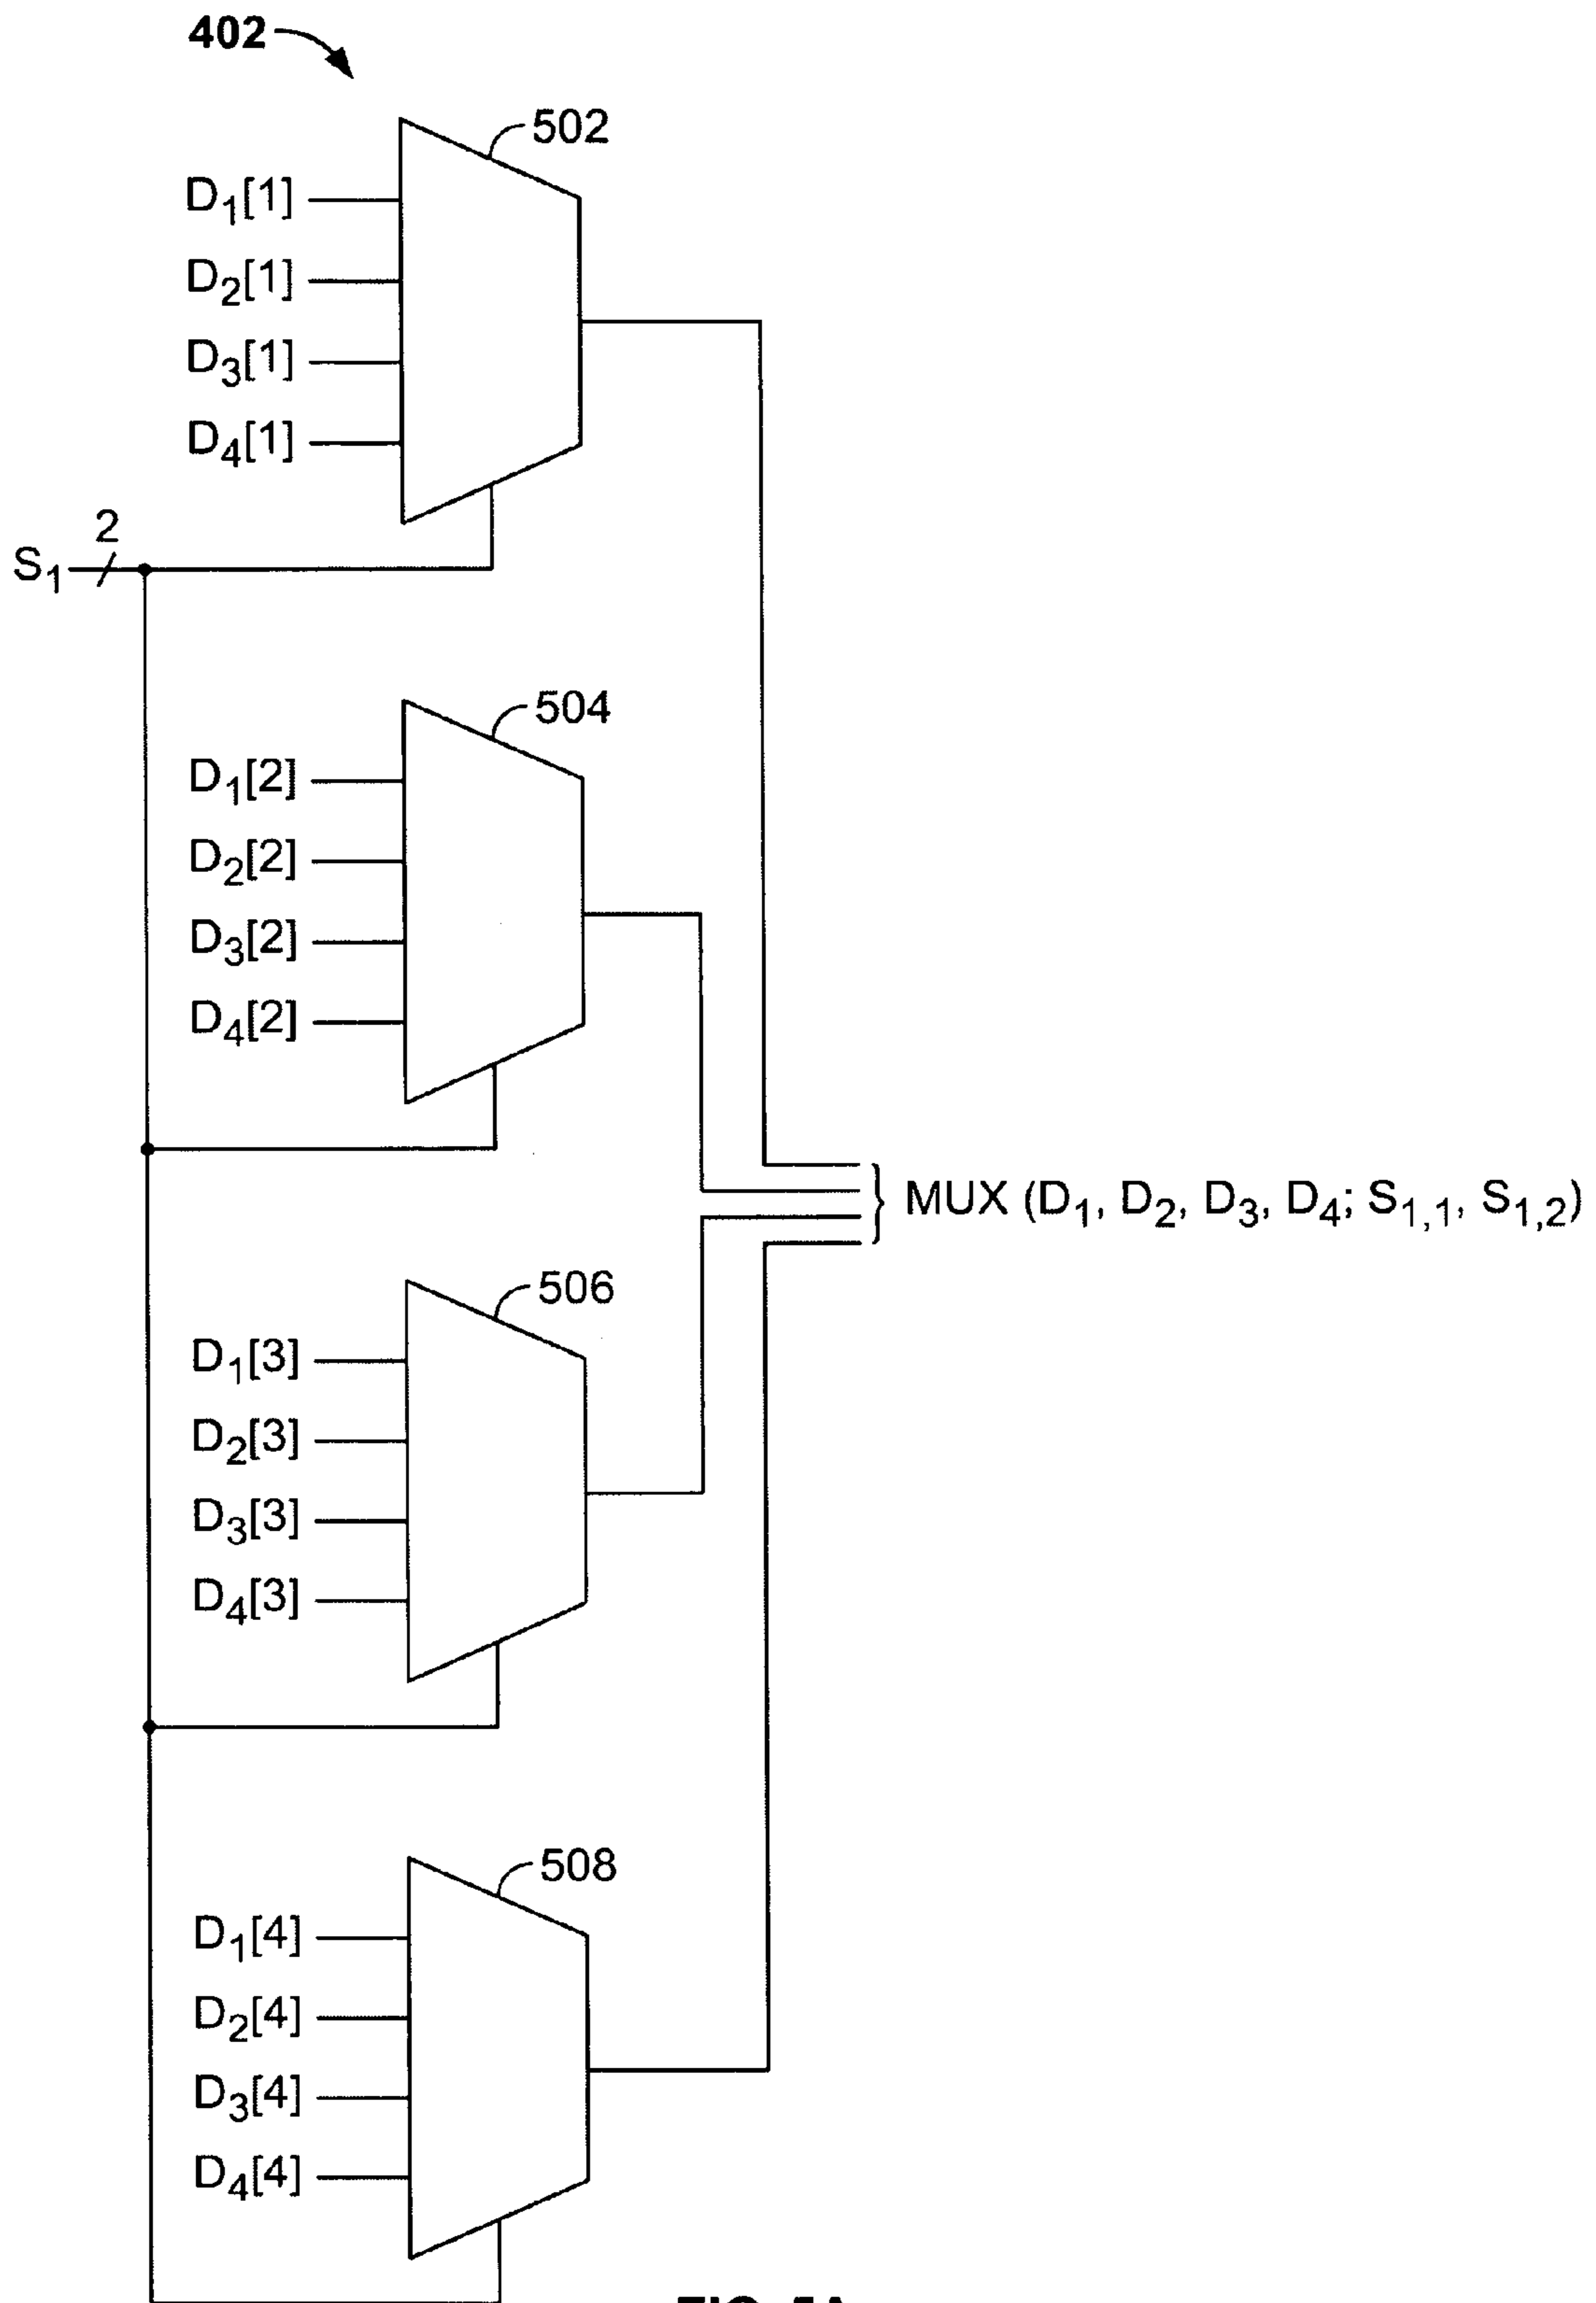 402
502
D₁[1]
D₂[1]
D₃[1]
D₄[1]
2
S₁
504
D₁[2]
D₂[2]
D₃[2]
D₄[2]
MUX (D₁, D₂, D₃, D₄; S₁,₁, S₁,₂)
506
D₁[3]
D₂[3]
D₃[3]
D₄[3]
508
D₁[4]
D₂[4]
D₃[4]
D₄[4]
FIG. 5A